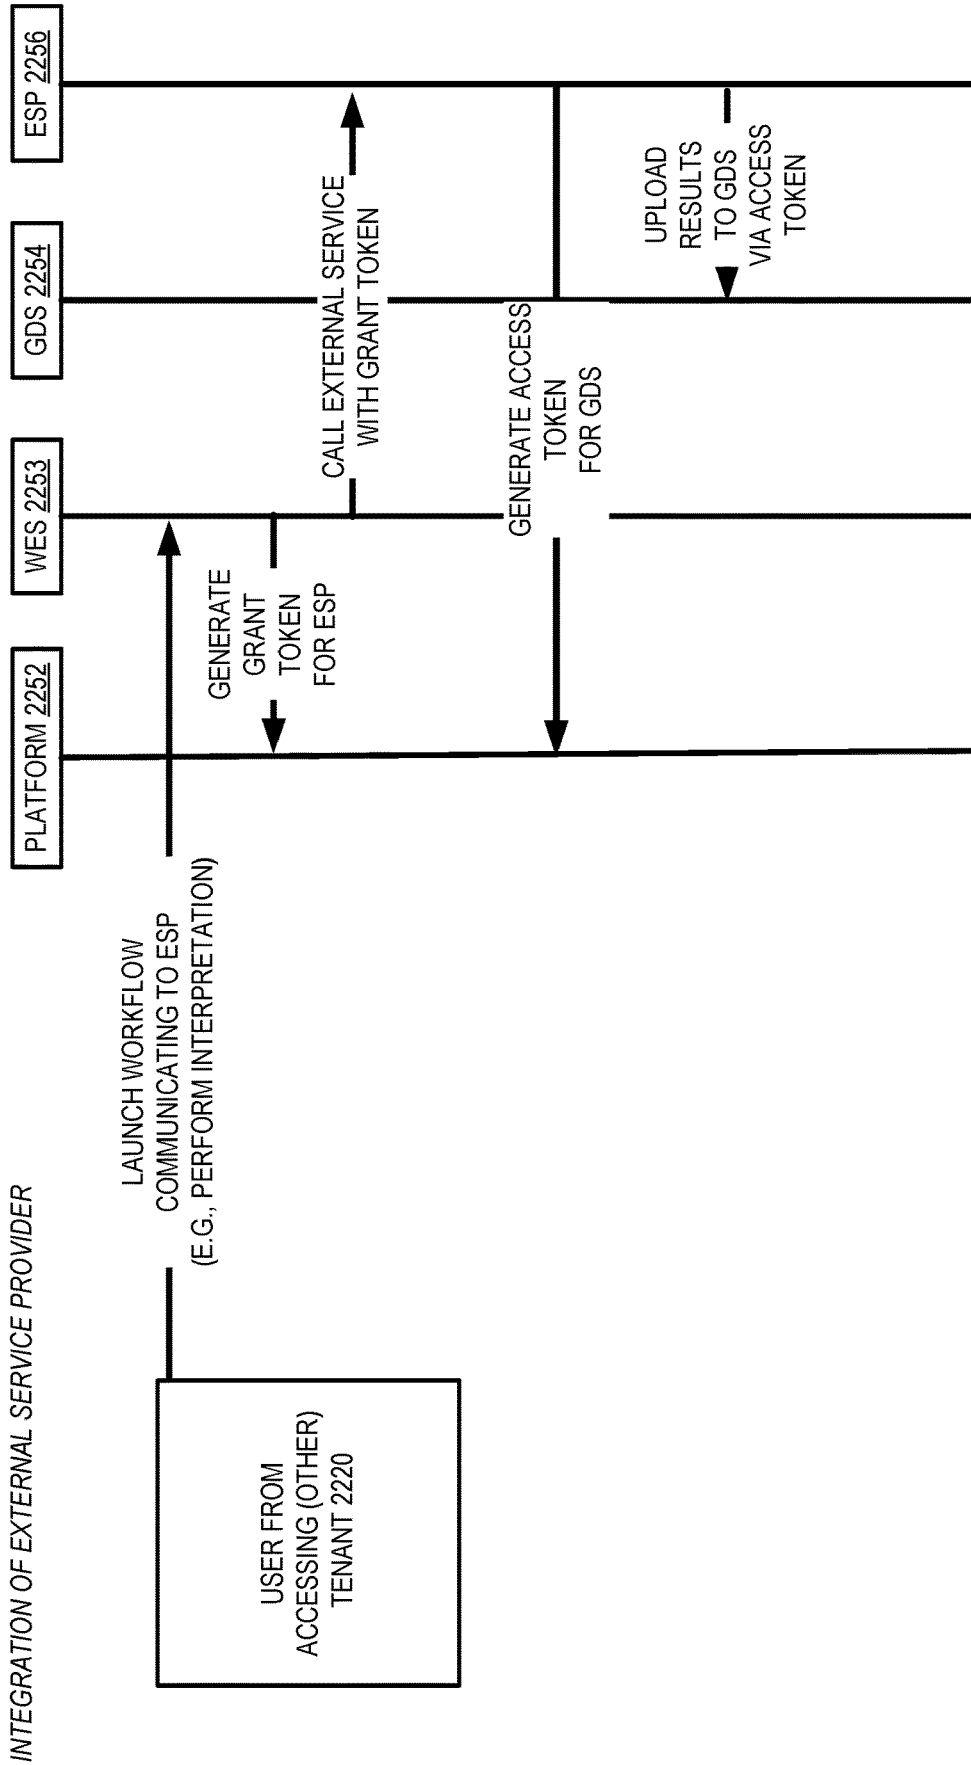 INTEGRATION OF EXTERNAL SERVICE PROVIDER
PLATFORM 2252
WES 2253
GDS 2254
ESP 2256
LAUNCH WORKFLOW
COMMUNICATING TO ESP
(E.G., PERFORM INTERPRETATION)
USER FROM
ACCESSING (OTHER)
TENANT 2220
GENERATE
GRANT
TOKEN
FOR ESP
CALL EXTERNAL SERVICE
WITH GRANT TOKEN
GENERATE ACCESS
TOKEN
FOR GDS
UPLOAD
RESULTS
TO GDS
VIA ACCESS
TOKEN